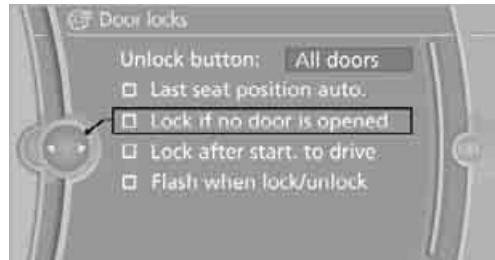 Door locks
Unlock button: All doors
Last seat position auto.
Lock if no door is opened
Lock after start. to drive
Flash when lock/unlock